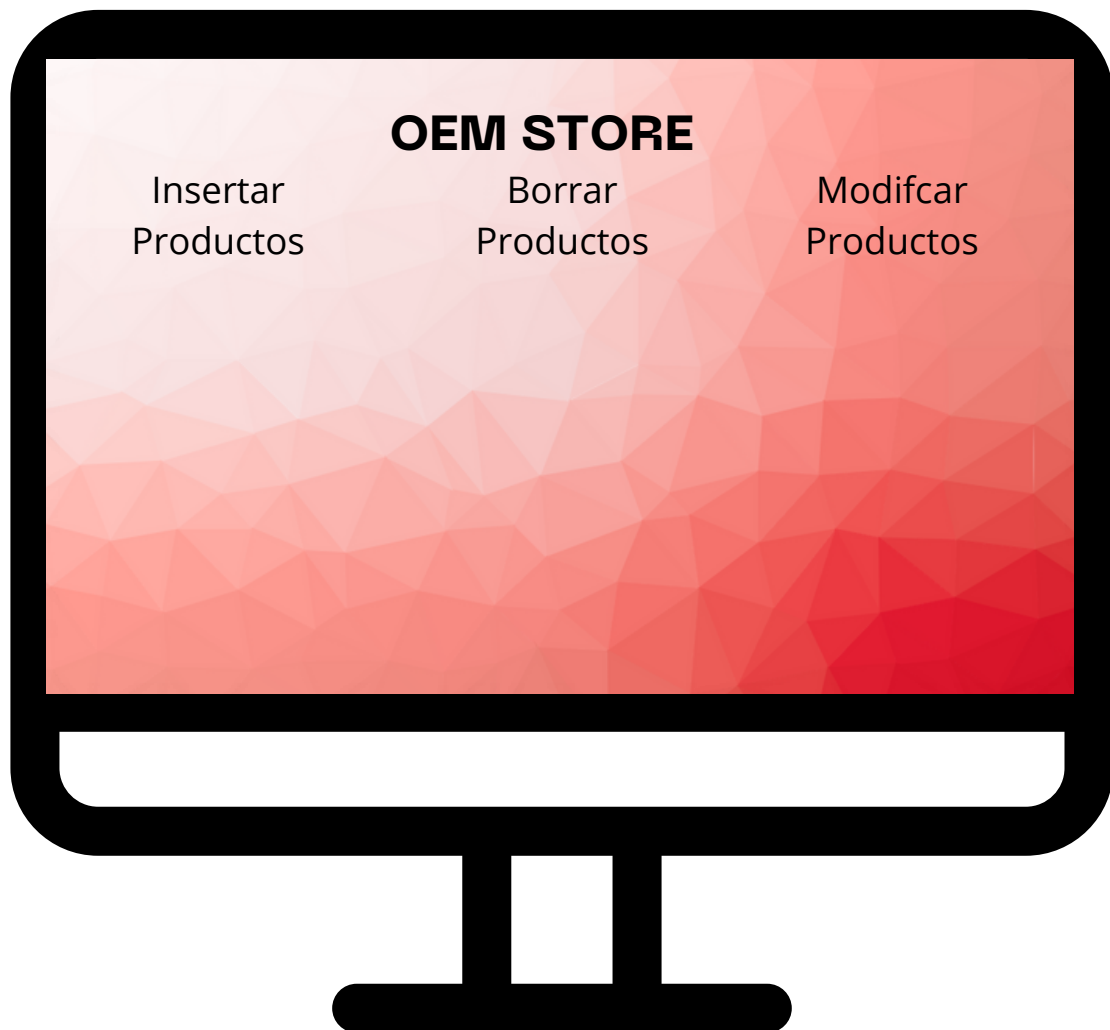 OEM STORE
Insertar
Productos
Borrar
Productos
Modifcar
Productos